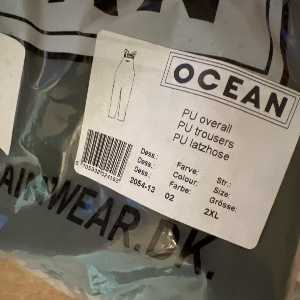 OCEAN
PU overall
PU trousers
PU latzhose
Dess.: Farve: Str.:
Dess.: Colour: Size:
Dess.: Farbe: Grösse:
2054-13 02 2XL
AINWEAR.DK.